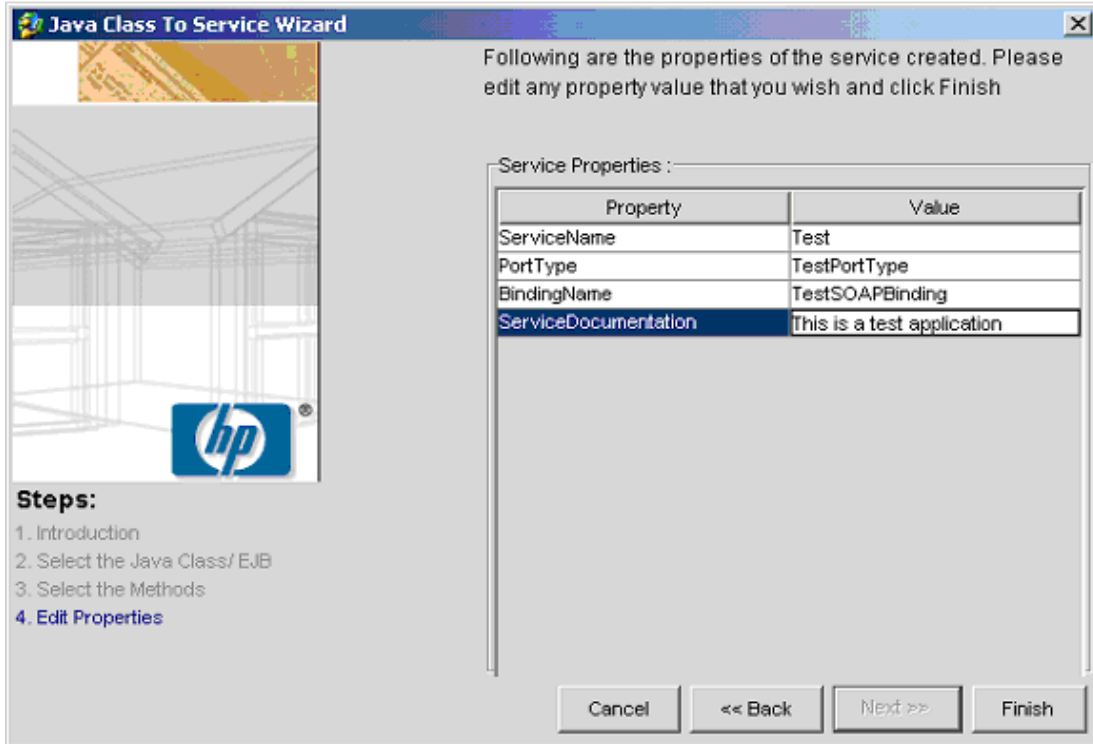 Java Class To Service Wizard
Following are the properties of the service created. Please
edit any property value that you wish and click Finish
Service Properties :
Property Value
ServiceName Test
PortType TestPortType
BindingName TestSOAPBinding
ServiceDocumentation This is a test application
hp ®
Steps:
1. Introduction
2. Select the Java Class/ EJB
3. Select the Methods
4. Edit Properties
Cancel << Back Next >> Finish